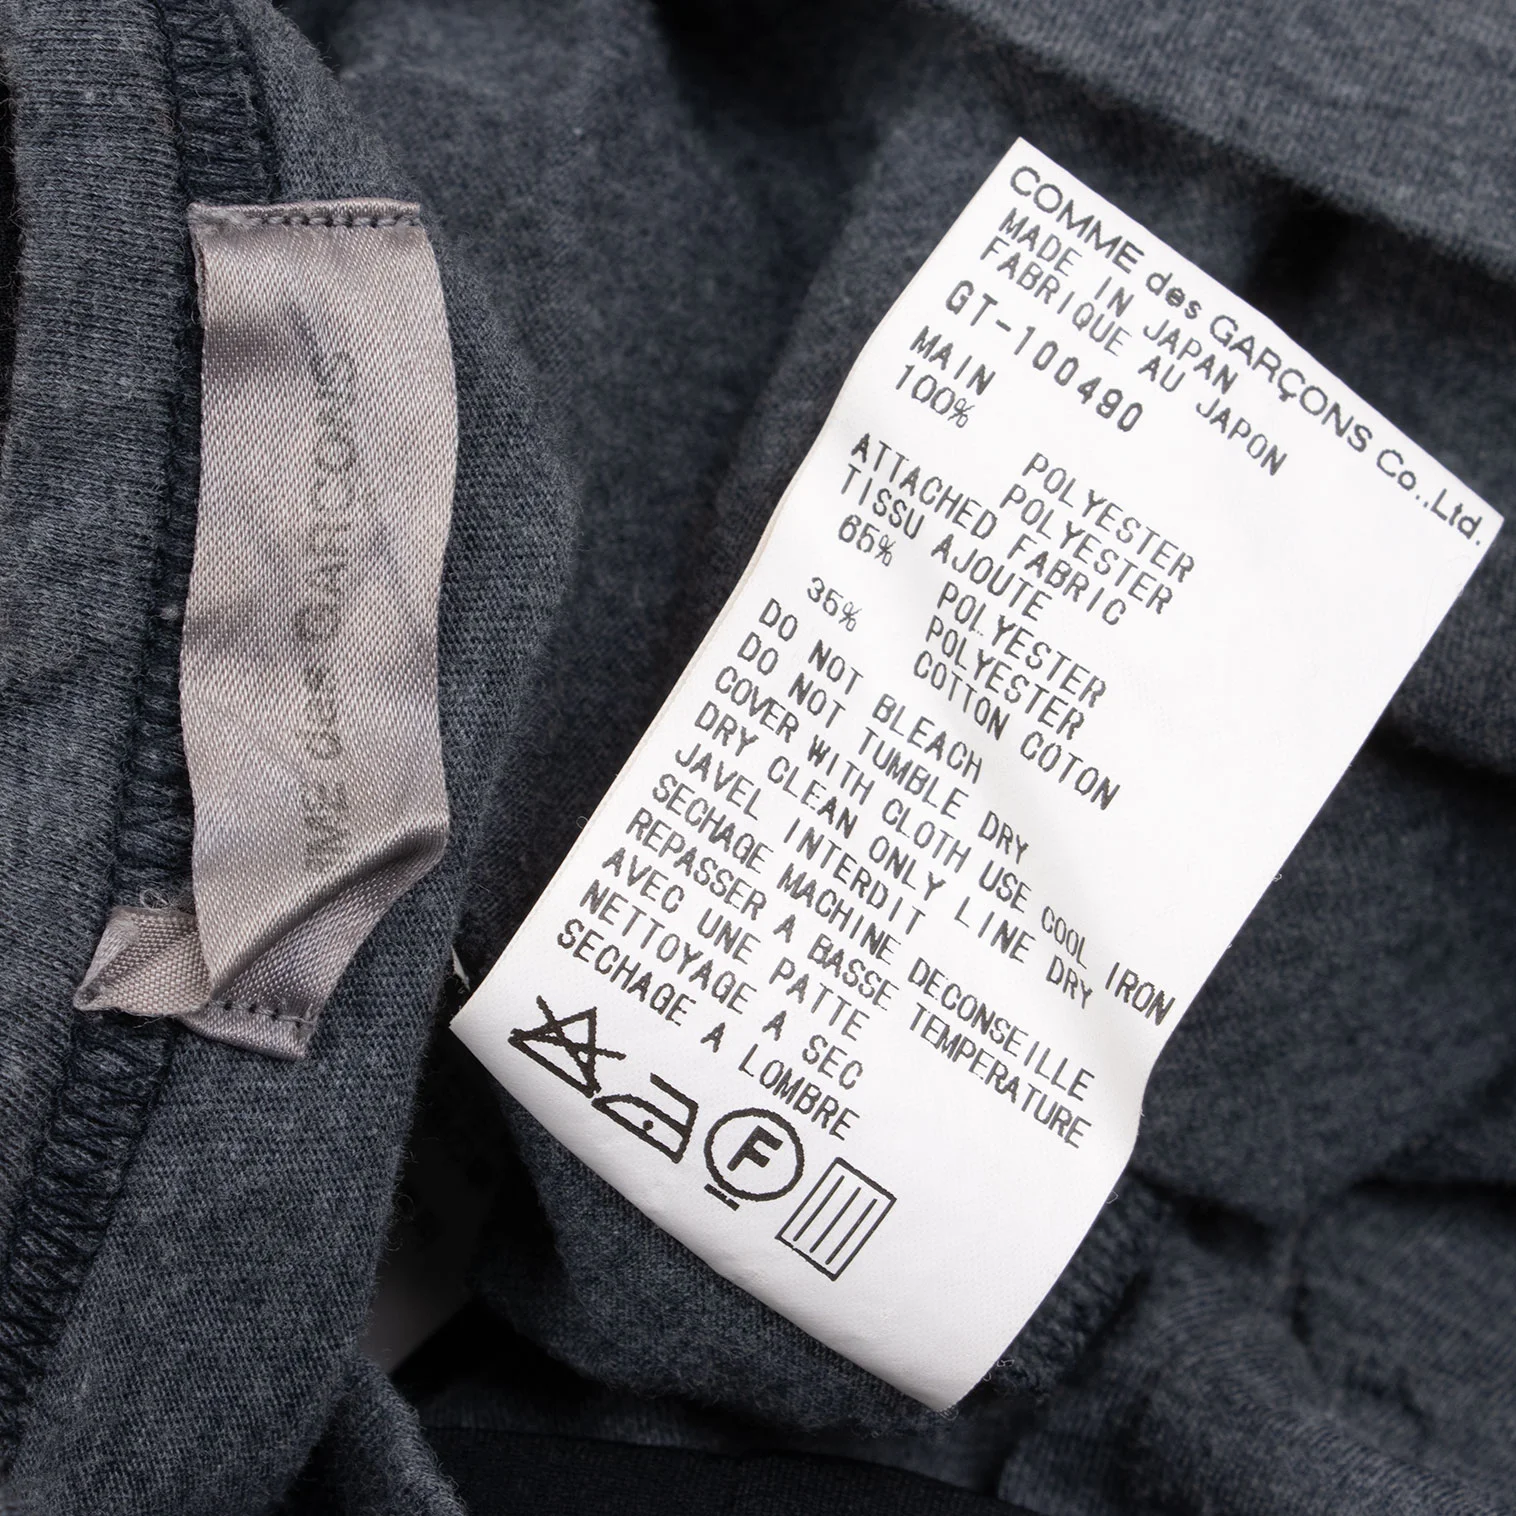 des GARÇONS
COMME des GARÇONS Co.,Ltd.
MADE IN JAPAN
FABRIQUE AU JAPON
GT-100490
MAIN
100% POLYESTER
POLYESTER
ATTACHED FABRIC
TISSU AJOUTE
65% POLYESTER
POLYESTER
35% COTTON COTON
DO NOT BLEACH
DO NOT TUMBLE DRY
COVER WITH CLOTH USE COOL IRON
DRY CLEAN ONLY LINE DRY
JAVEL INTERDIT
SECHAGE MACHINE DECONSEILLE
REPASSER A BASSE TEMPERATURE
AVEC UNE PATTE
NETTOYAGE A SEC
SECHAGE A LOMBRE
F